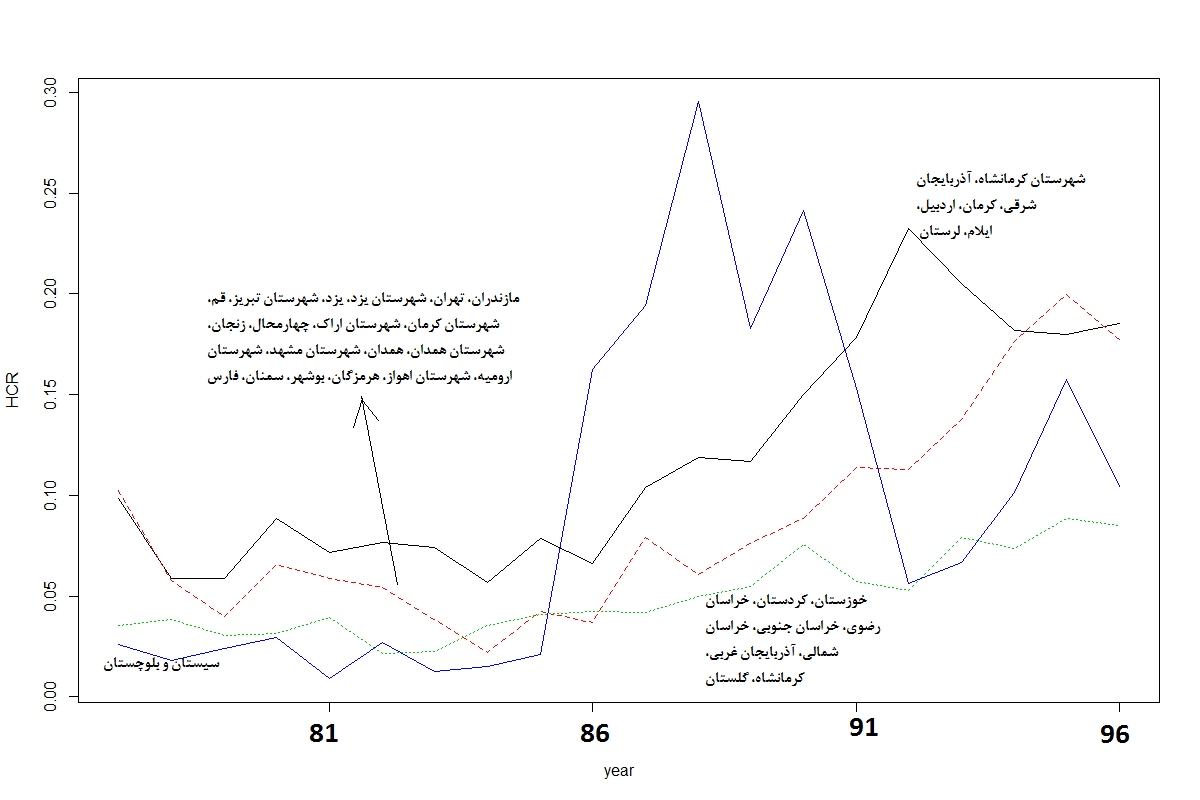 0.30
0.25
0.20
0.15
0.10
0.05
0.00
HCR
شهرستان کرمانشاه، آذربایجان
شرقی، کرمان، اردبیل،
ایلام، لرستان
مازندران، تهران، شهرستان یزد، یزد، شهرستان تبریز، قم،
شهرستان کرمان، شهرستان اراک، چهارمحال، زنجان،
شهرستان همدان، همدان، شهرستان مشهد، شهرستان
ارومیه، شهرستان اهواز، هرمزگان، بوشهر، سمنان، فارس
خوزستان، کردستان، خراسان
رضوی، خراسان جنوبی، خراسان
شمالی، آذربایجان غربی،
کرمانشاه، گلستان
سیستان و بلوچستان
81 86 91 96
year